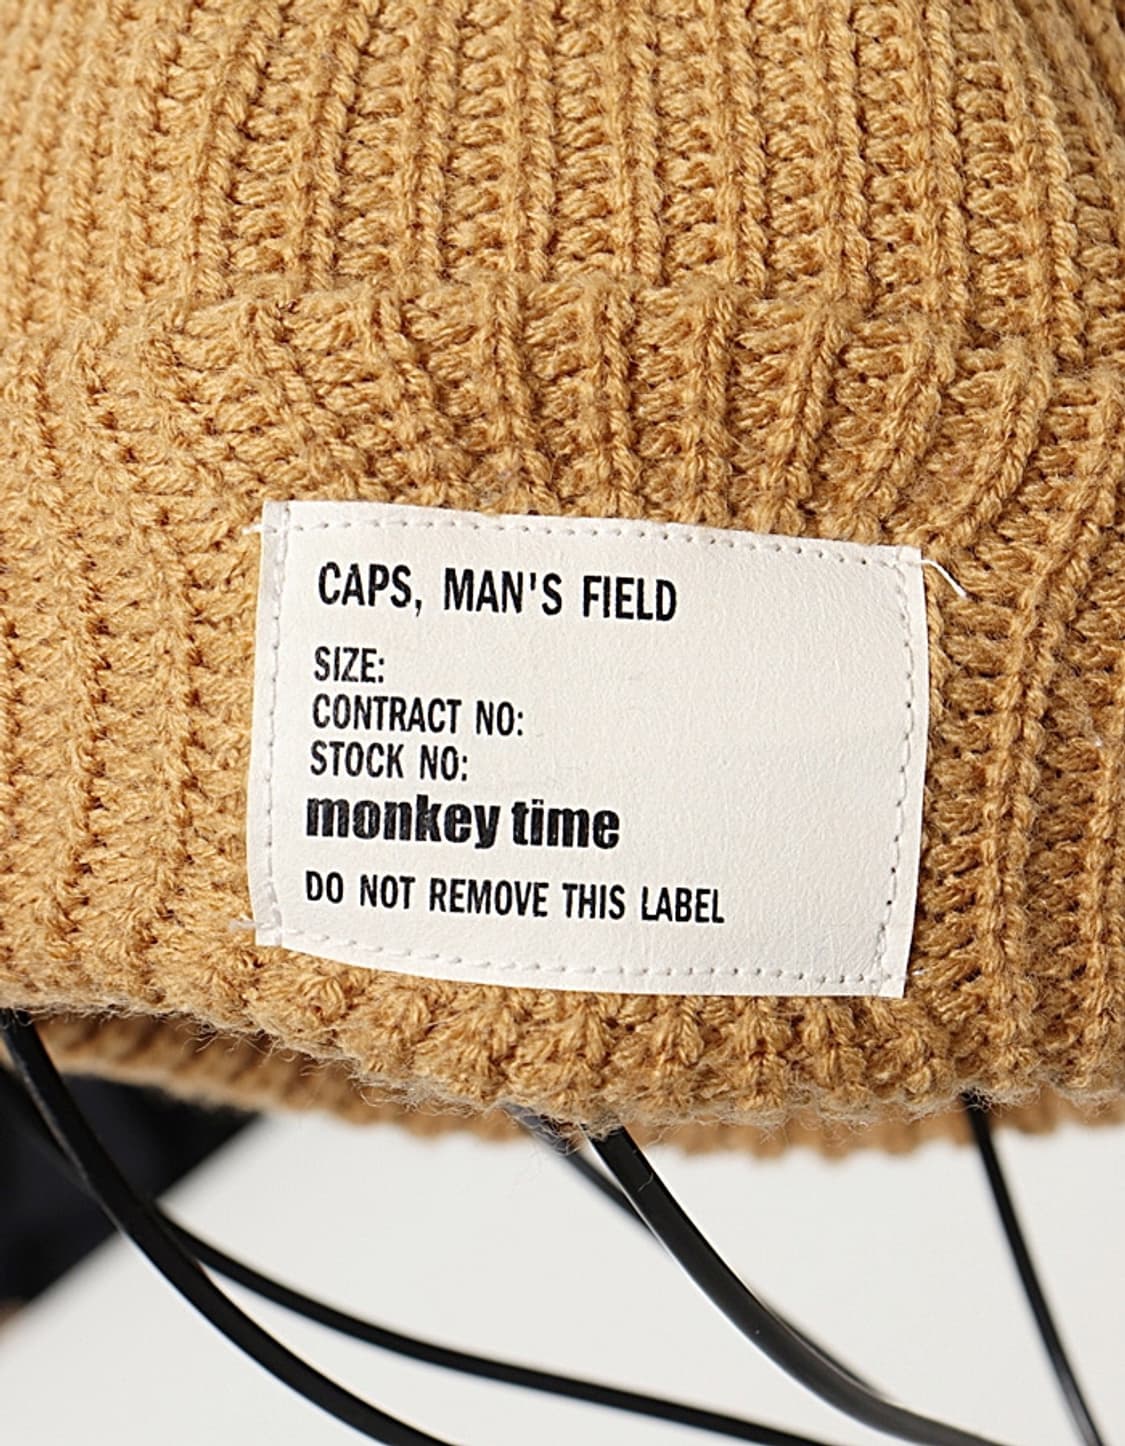 CAPS, MAN'S FIELD
SIZE:
CONTRACT NO:
STOCK NO:
monkey time
DO NOT REMOVE THIS LABEL